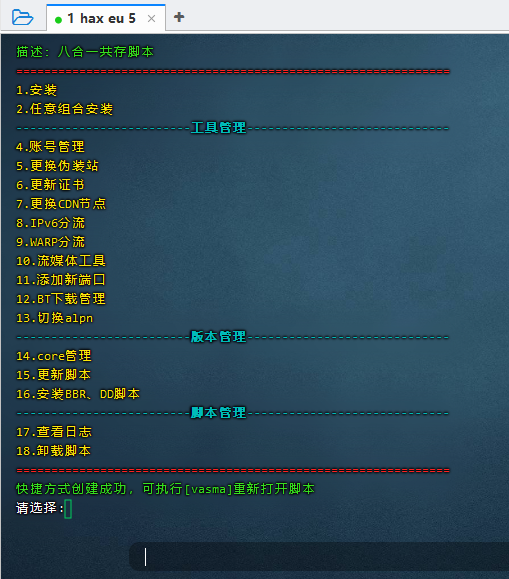 1 hax eu 5
描述: 八合一共存脚本
==============================================================
1.安装
2.任意组合安装
-------------------------工具管理-----------------------------
4.账号管理
5.更换伪装站
6.更新证书
7.更换CDN节点
8.IPv6分流
9.WARP分流
10.流媒体工具
11.添加新端口
12.BT下载管理
13.切换alpn
-------------------------版本管理-----------------------------
14.core管理
15.更新脚本
16.安装BBR、DD脚本
-------------------------脚本管理-----------------------------
17.查看日志
18.卸载脚本
==============================================================
快捷方式创建成功, 可执行[vasma]重新打开脚本
请选择: